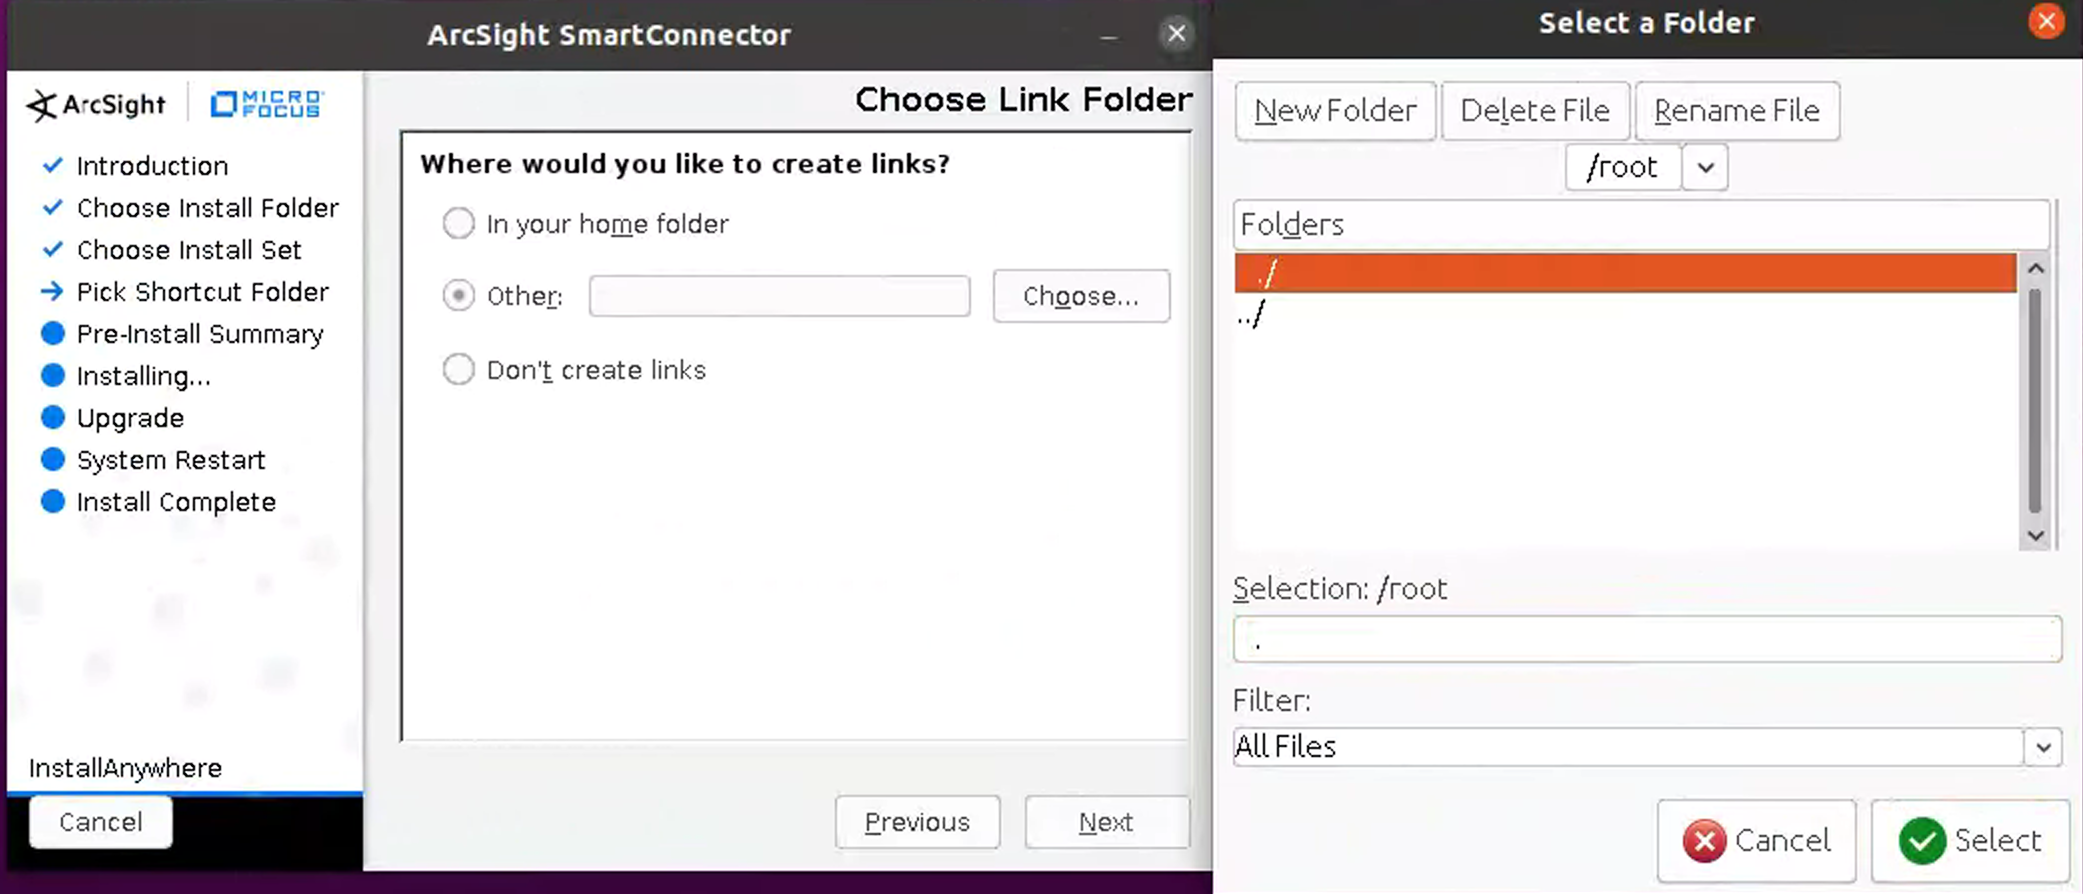 ArcSight SmartConnector
ArcSight
MICRO FOCUS
Introduction
Choose Install Folder
Choose Install Set
Pick Shortcut Folder
Pre-Install Summary
Installing...
Upgrade
System Restart
Install Complete
InstallAnywhere
Cancel
Choose Link Folder
Where would you like to create links?
In your home folder
Other:
Choose...
Don't create links
Previous
Next
Select a Folder
New Folder
Delete File
Rename File
/root
Folders
./
../
Selection: /root
.
Filter:
All Files
Cancel
Select